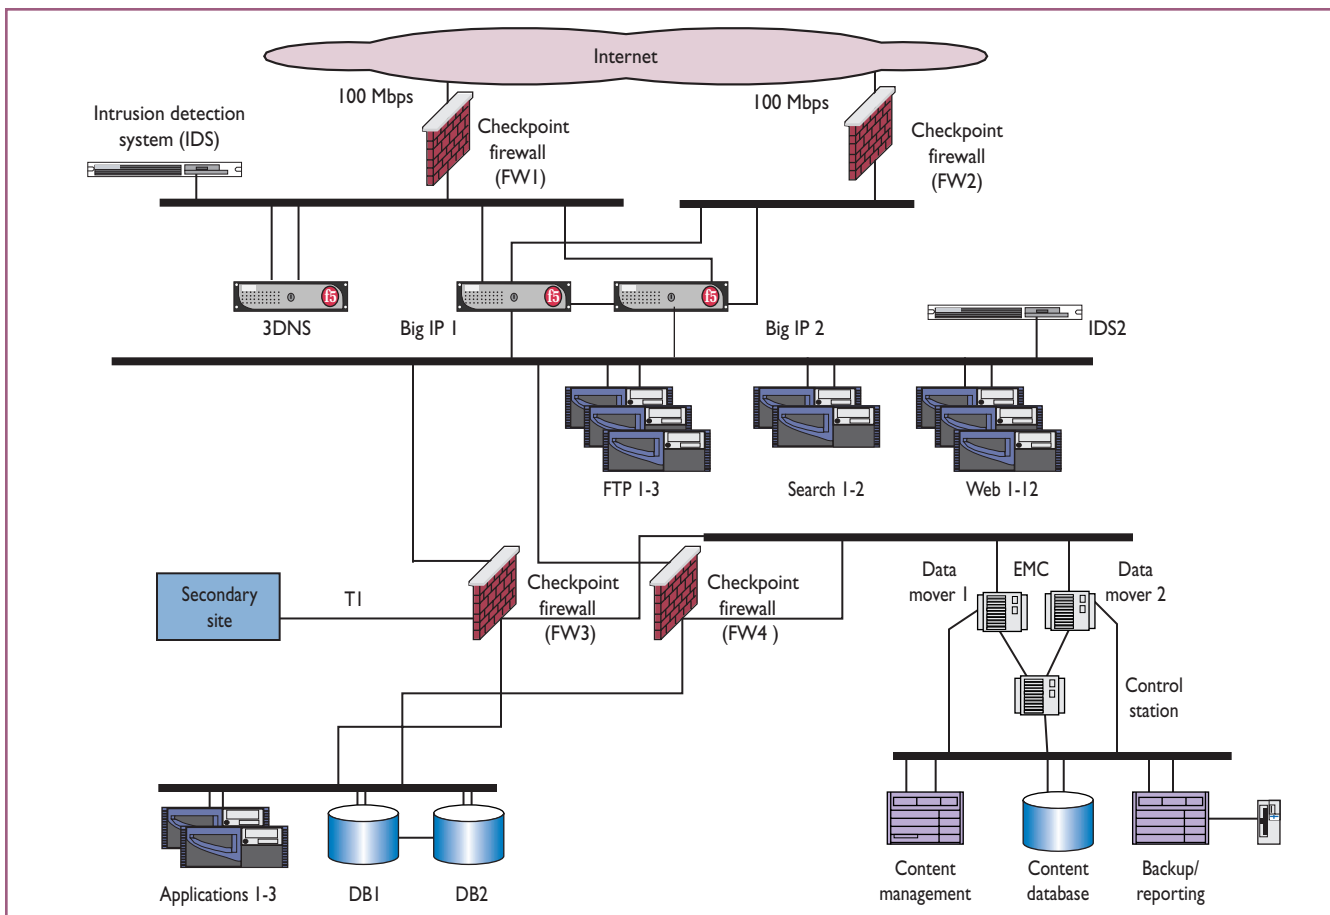 Internet
100 Mbps
100 Mbps
Intrusion detection
system (IDS)
Checkpoint
firewall
(FW1)
Checkpoint
firewall
(FW2)
f5
f5
f5
3DNS
Big IP 1
Big IP 2
IDS2
FTP 1-3
Search 1-2
Web 1-12
Secondary
site
T1
Checkpoint
firewall
(FW3)
Checkpoint
firewall
(FW4 )
Data
mover 1
EMC
Data
mover 2
Control
station
Applications 1-3
DB1
DB2
Content
management
Content
database
Backup/
reporting